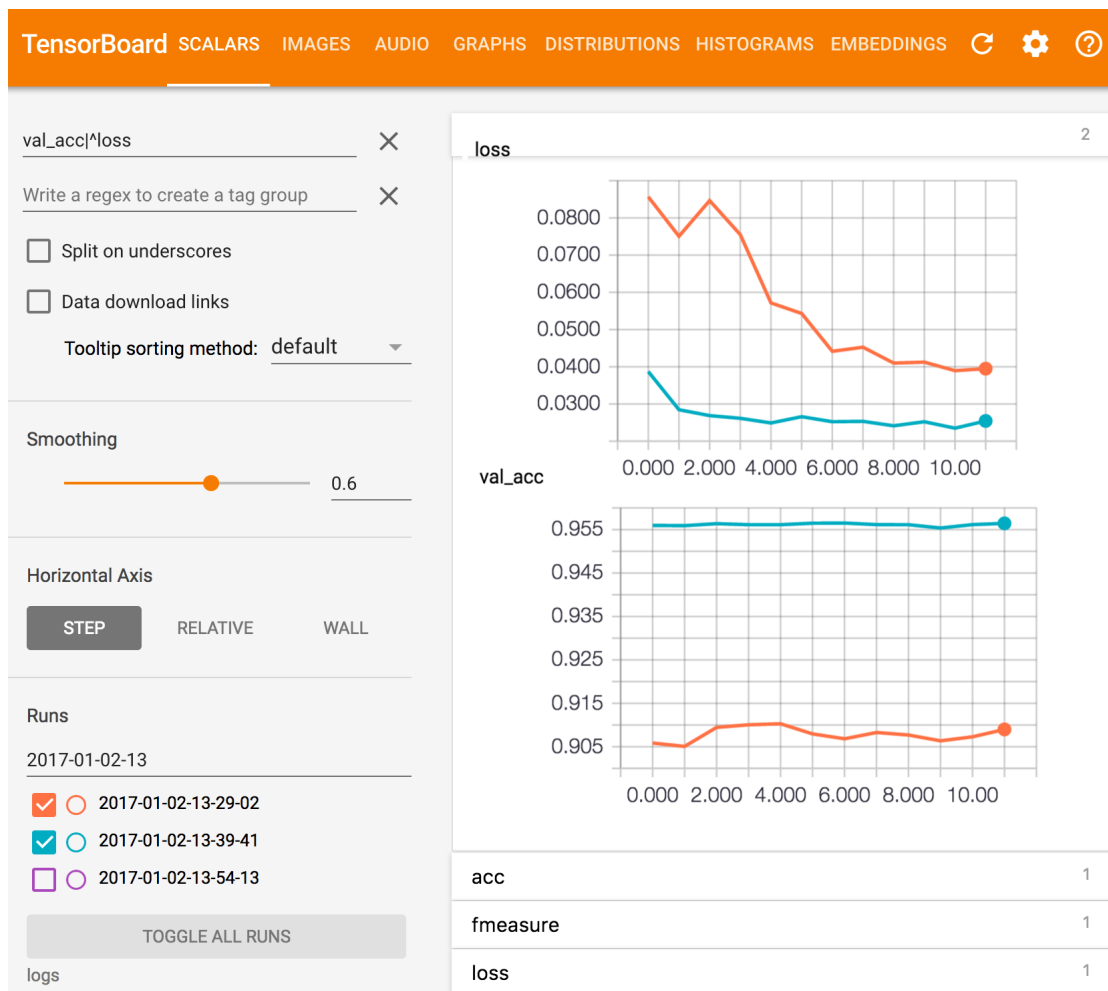 TensorBoard SCALARS IMAGES AUDIO GRAPHS DISTRIBUTIONS HISTOGRAMS EMBEDDINGS
val_acc|^loss
Write a regex to create a tag group
Split on underscores
Data download links
Tooltip sorting method: default
Smoothing
0.6
Horizontal Axis
STEP RELATIVE WALL
Runs
2017-01-02-13
2017-01-02-13-29-02
2017-01-02-13-39-41
2017-01-02-13-54-13
TOGGLE ALL RUNS
logs
loss 2
0.0800
0.0700
0.0600
0.0500
0.0400
0.0300
0.000 2.000 4.000 6.000 8.000 10.00
val_acc
0.955
0.945
0.935
0.925
0.915
0.905
0.000 2.000 4.000 6.000 8.000 10.00
acc 1
fmeasure 1
loss 1